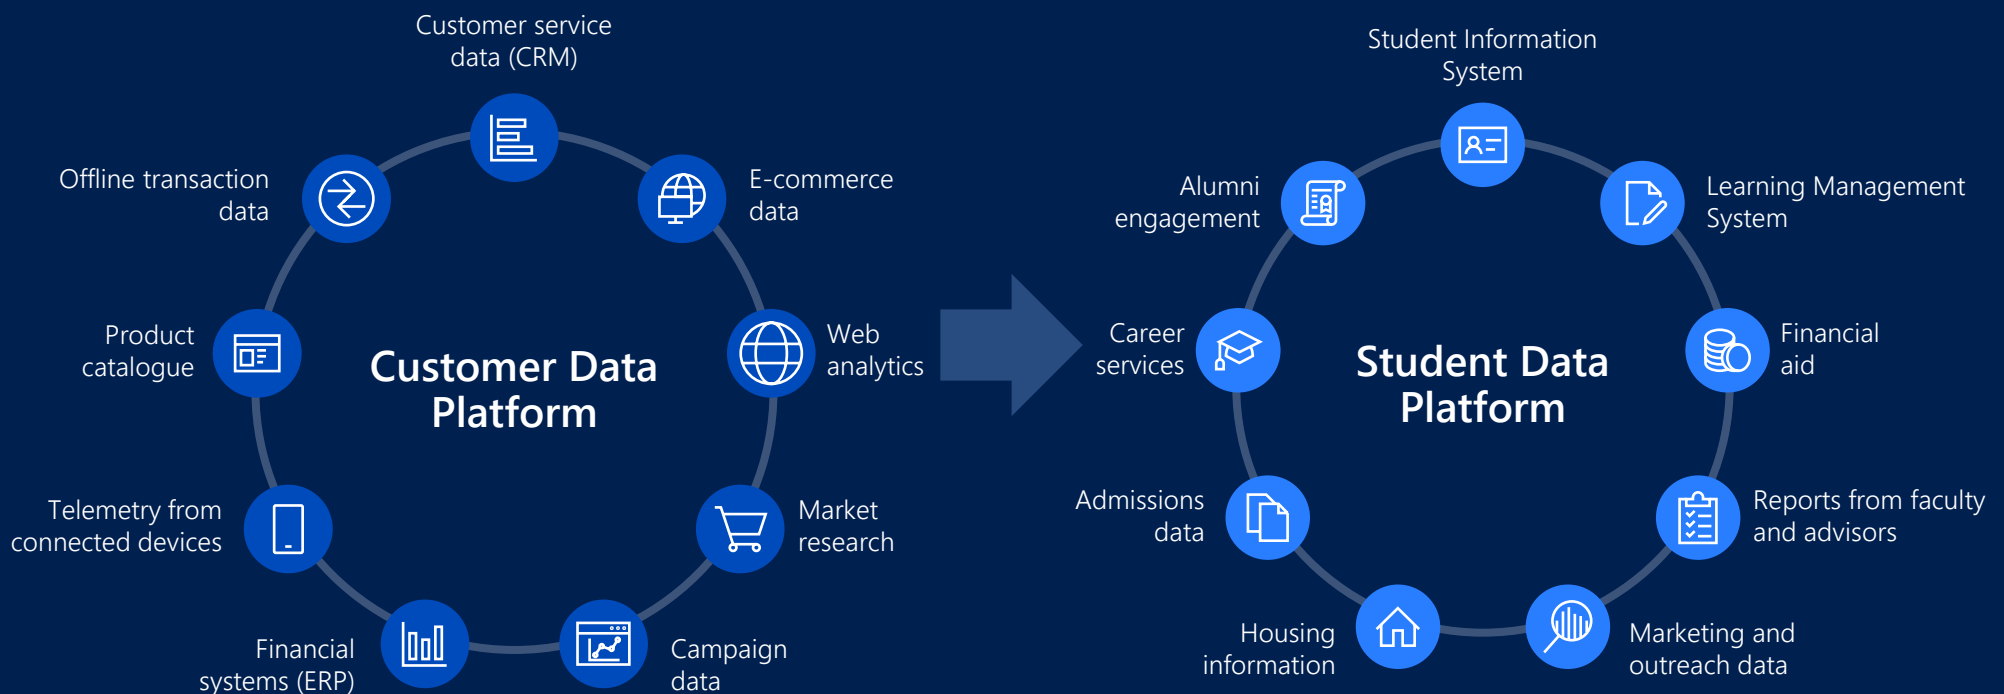 Customer service
data (CRM)
E-commerce
data
Web
analytics
Market
research
Campaign
data
Financial
systems (ERP)
Telemetry from
connected devices
Product
catalogue
Offline transaction
data
Customer Data
Platform
Student Information
System
Learning Management
System
Financial
aid
Reports from faculty
and advisors
Marketing and
outreach data
Housing
information
Admissions
data
Career
services
Alumni
engagement
Student Data
Platform